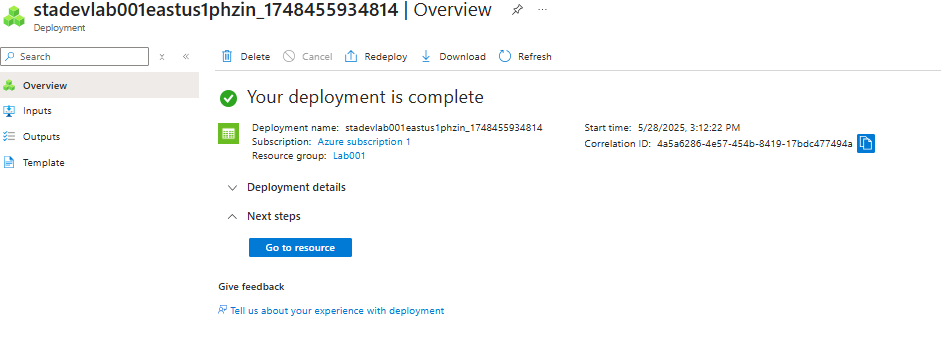 stadevlab001eastus1phzin_1748455934814 | Overview
Deployment
Search
Delete Cancel Redeploy Download Refresh
Overview
Inputs
Outputs
Template
Your deployment is complete
Deployment name: stadevlab001eastus1phzin_1748455934814
Subscription: Azure subscription 1
Resource group: Lab001
Start time: 5/28/2025, 3:12:22 PM
Correlation ID: 4a5a6286-4e57-454b-8419-17bdc477494a
Deployment details
Next steps
Go to resource
Give feedback
Tell us about your experience with deployment